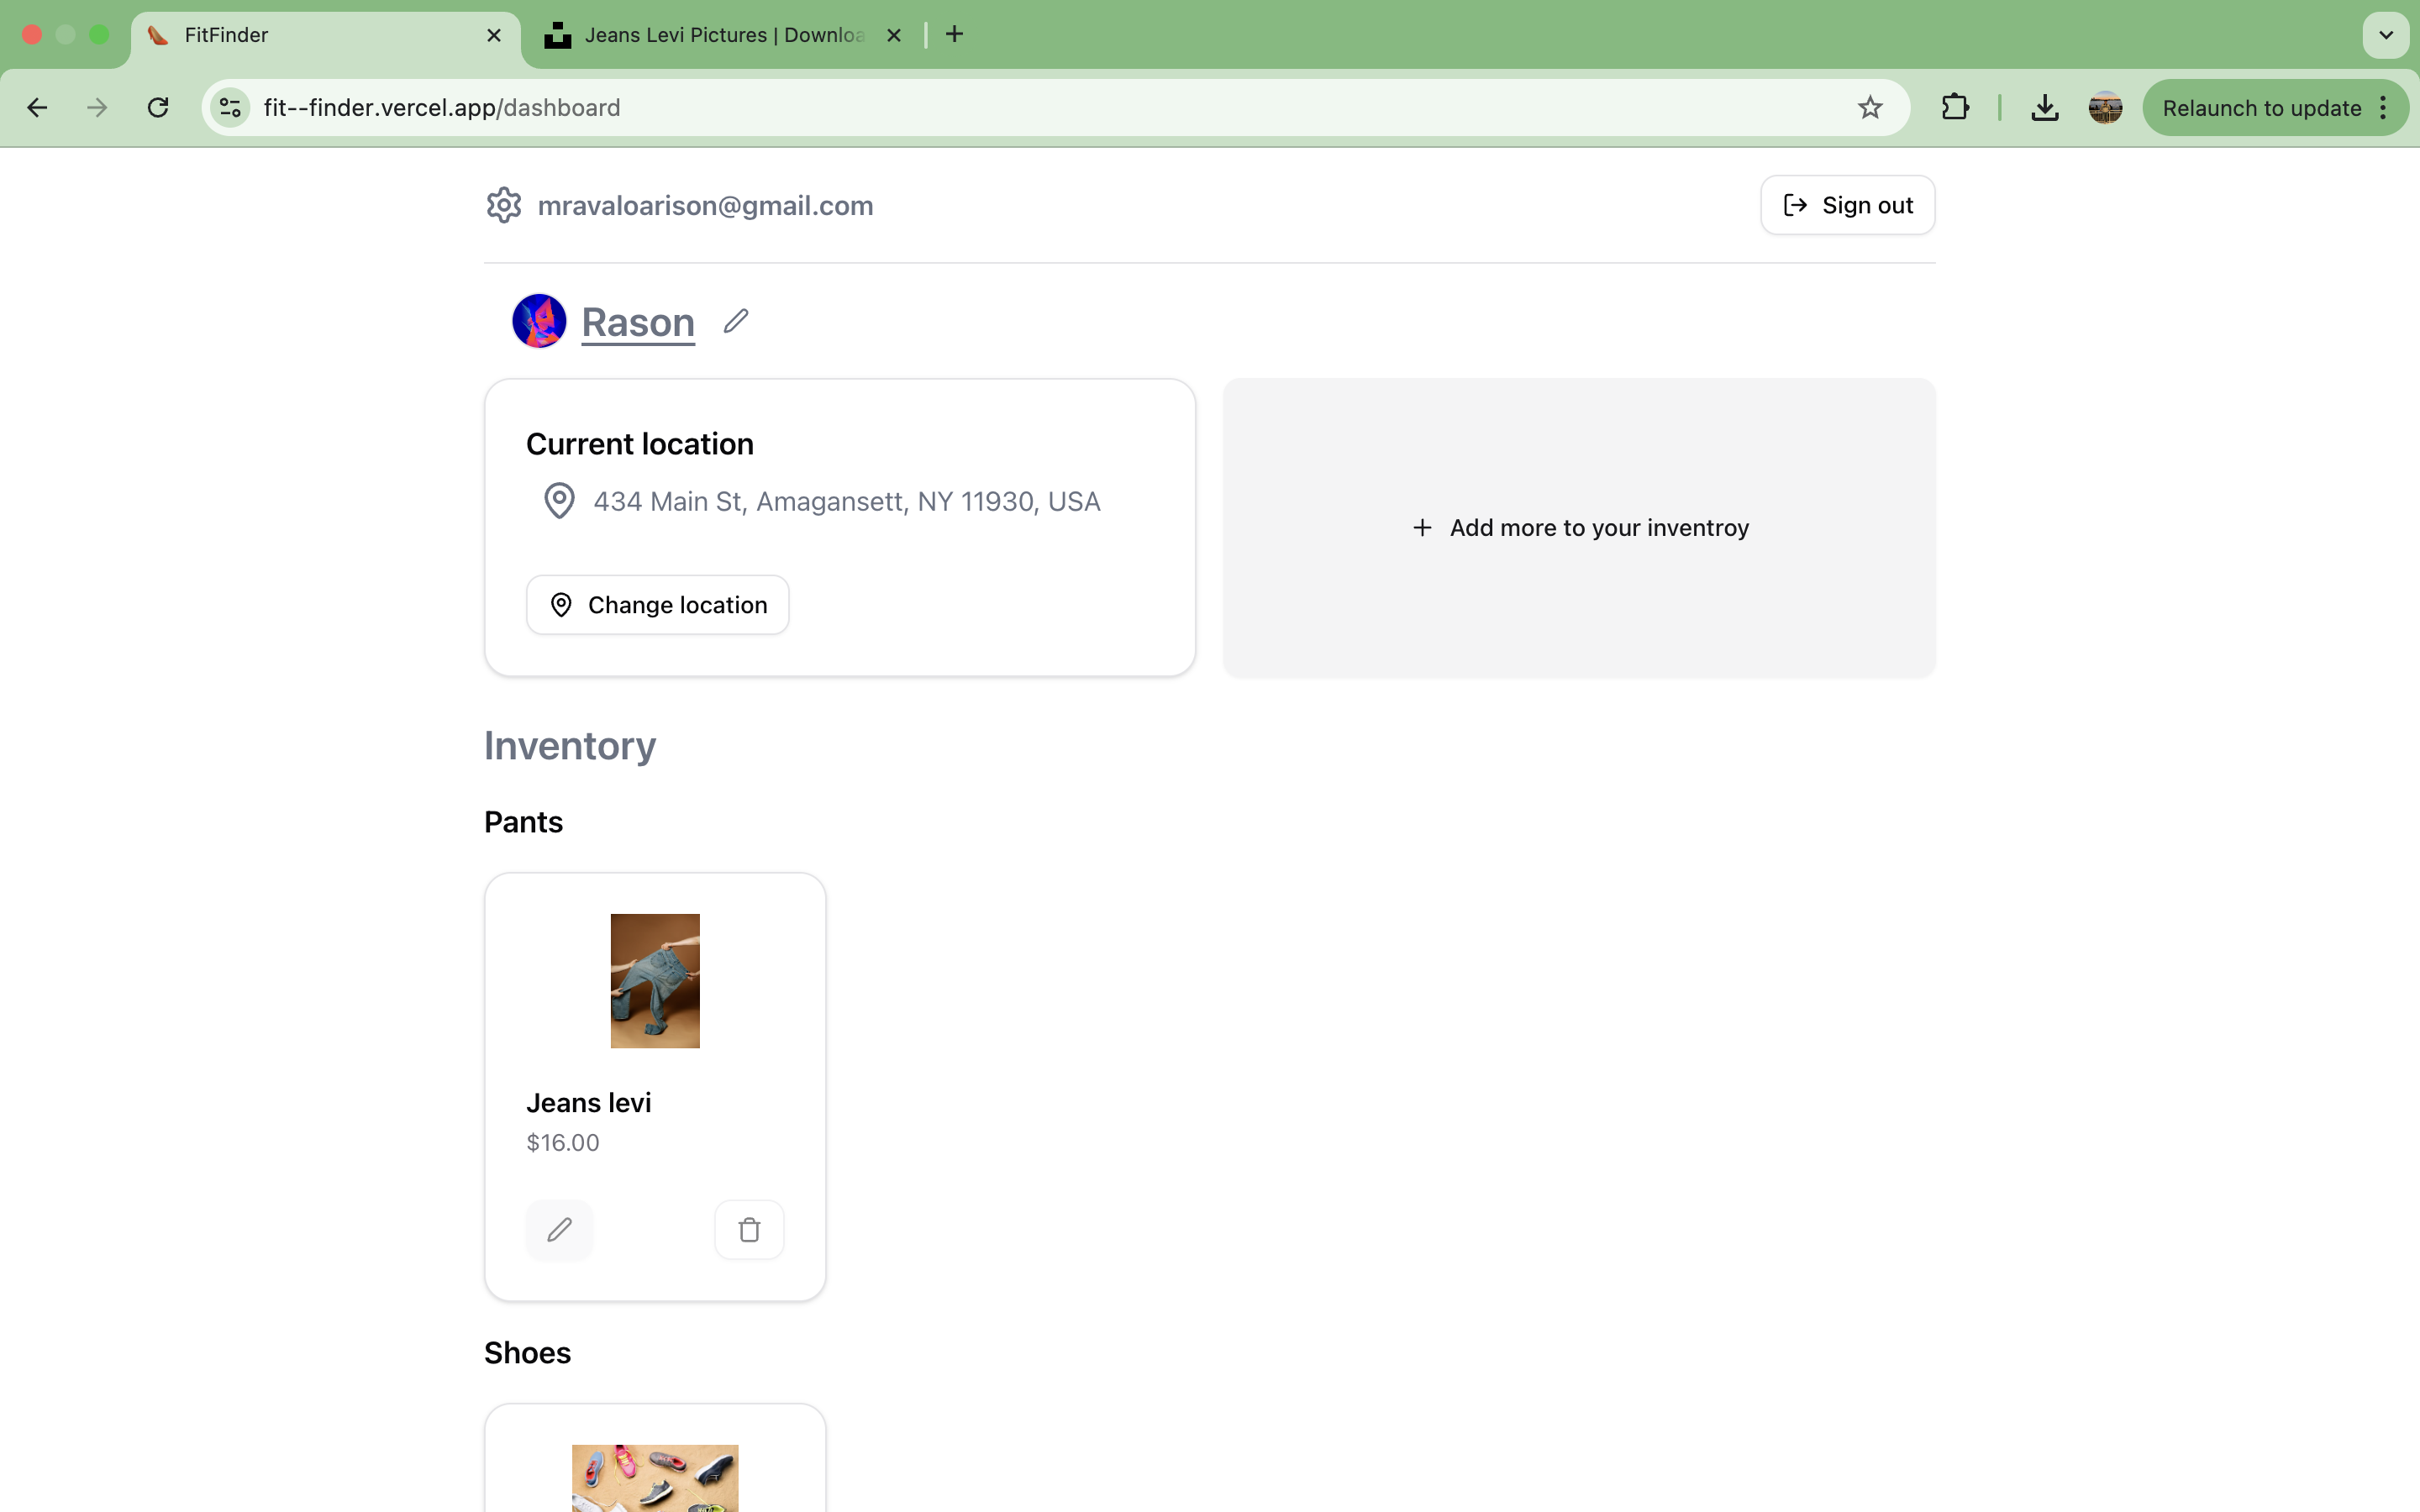 FitFinder
Jeans Levi Pictures | Downloa
fit--finder.vercel.app/dashboard
Relaunch to update
mravaloarison@gmail.com
Sign out
Rason
Current location
434 Main St, Amagansett, NY 11930, USA
Change location
Add more to your inventroy
Inventory
Pants
Jeans levi
$16.00
Shoes